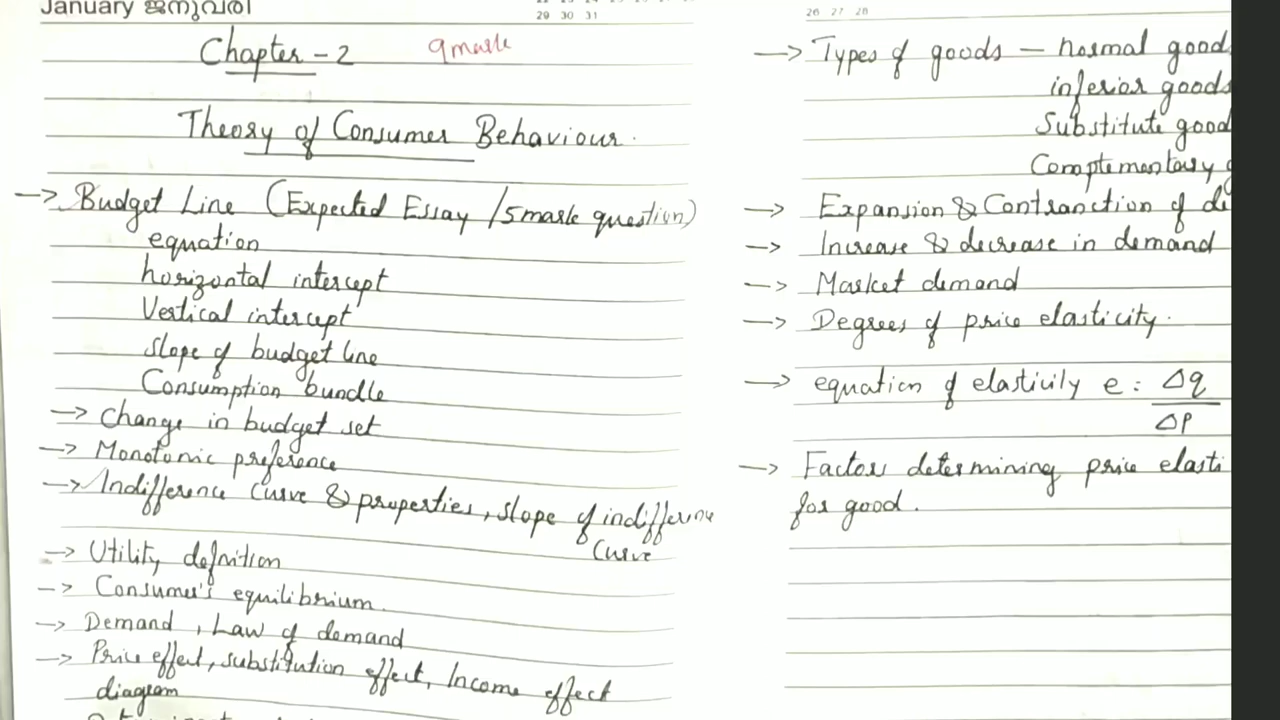 January ജനുവരി
29 30 31
Chapter - 2 9 mark
Theory of Consumer Behaviour.
-> Budget Line (Expected Essay / 5 mark question)
equation
horizontal intercept
Vertical intercept
Slope of budget line
Consumption bundle
-> Change in budget set
-> Monotonic preference
-> Indifference Curve & properties, slope of indifference
Curve
-> Utility definition
-> Consumer's equilibrium.
-> Demand, Law of demand
-> Price effect, substitution effect, Income effect
diagram
26 27 28
-> Types of goods - normal good
inferior goods
Substitute good
Complementary g
-> Expansion & Contranction of de
-> Increase & decrease in demand
-> Market demand
-> Degrees of price elasticity.
-> equation of elasticity e = Δq
ΔP
-> Factors determining price elasti
for good.